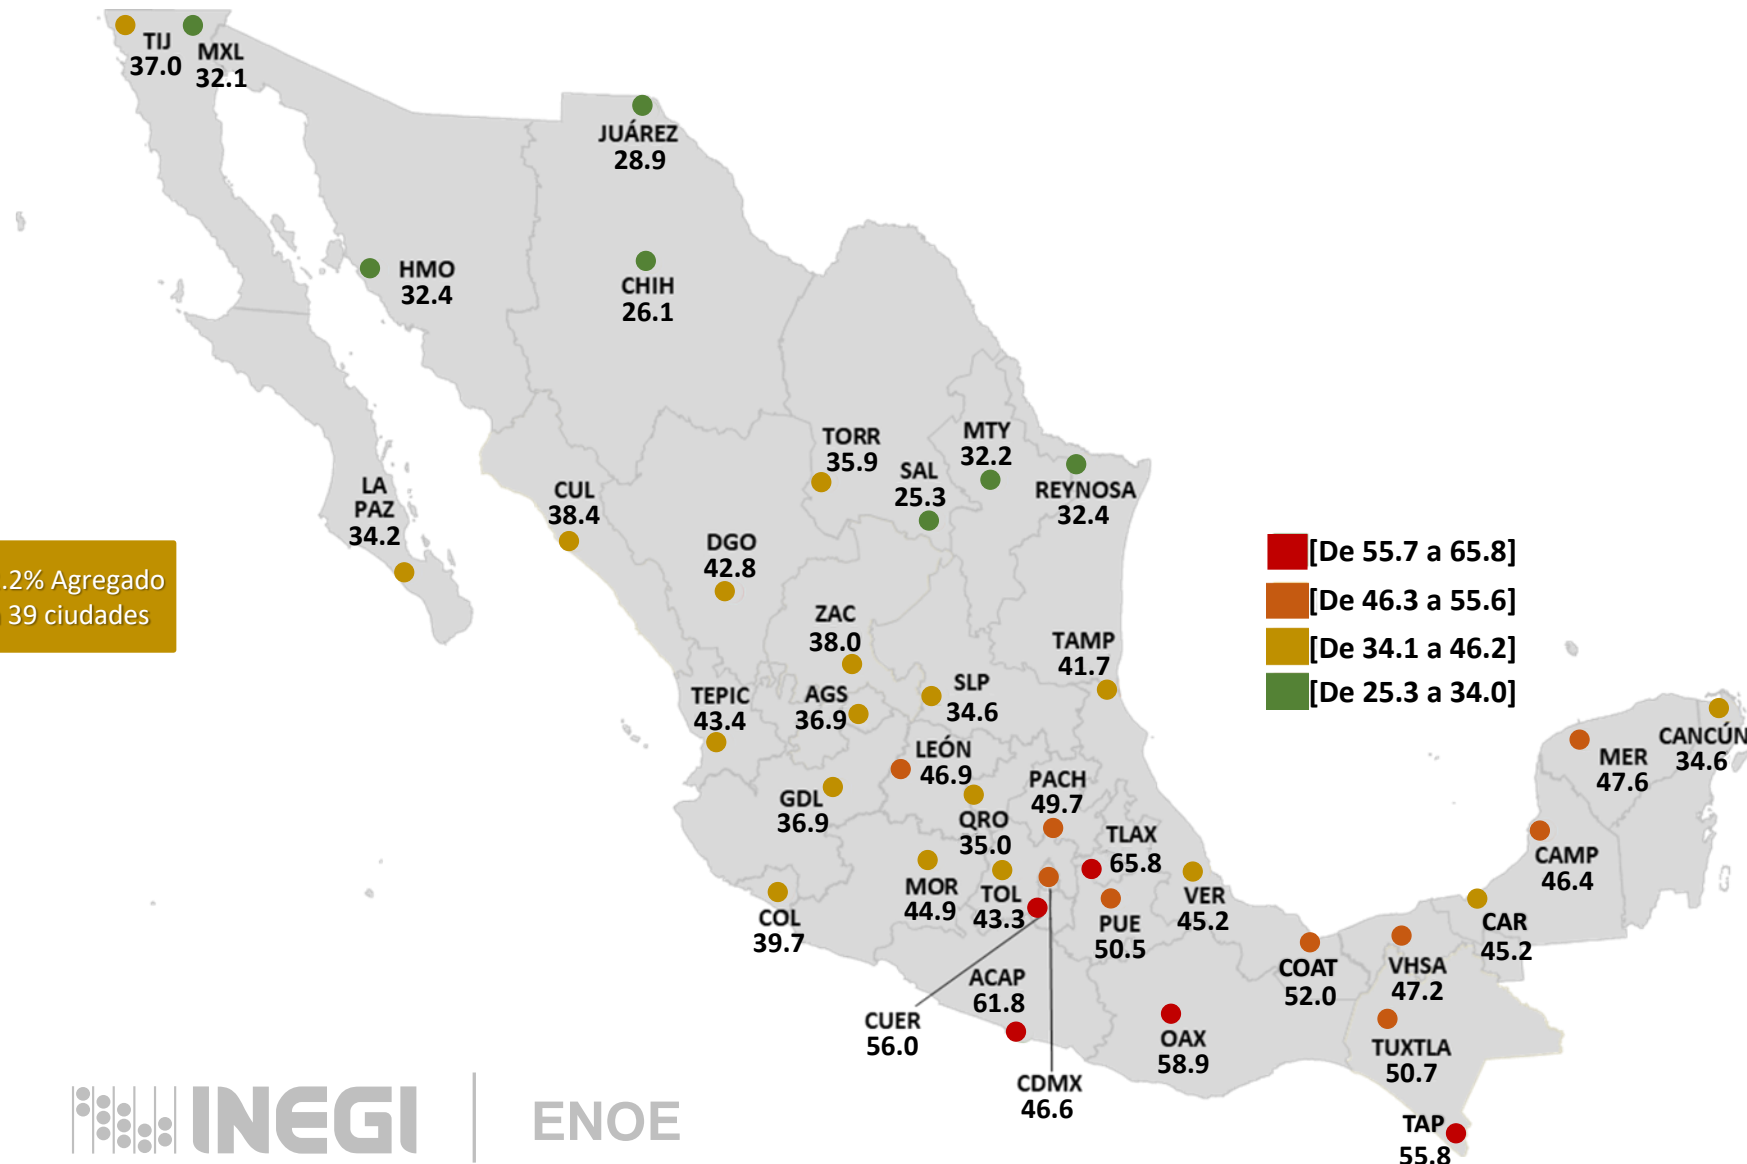 TIJ
37.0
MXL
32.1
JUÁREZ
28.9
HMO
32.4
CHIH
26.1
LA
PAZ
34.2
CUL
38.4
TORR
35.9
SAL
25.3
MTY
32.2
REYNOSA
32.4
DGO
42.8
.2% Agregado
39 ciudades
[De 55.7 a 65.8]
[De 46.3 a 55.6]
[De 34.1 a 46.2]
[De 25.3 a 34.0]
ZAC
38.0
TAMP
41.7
TEPIC
43.4
AGS
36.9
SLP
34.6
LEÓN
46.9
GDL
36.9
QRO
35.0
PACH
49.7
TLAX
65.8
MER
47.6
CANCÚN
34.6
CAMP
46.4
COL
39.7
MOR
44.9
TOL
43.3
PUE
50.5
VER
45.2
CAR
45.2
COAT
52.0
VHSA
47.2
ACAP
61.8
CUER
56.0
CDMX
46.6
OAX
58.9
TUXTLA
50.7
TAP
55.8
INEGI
ENOE